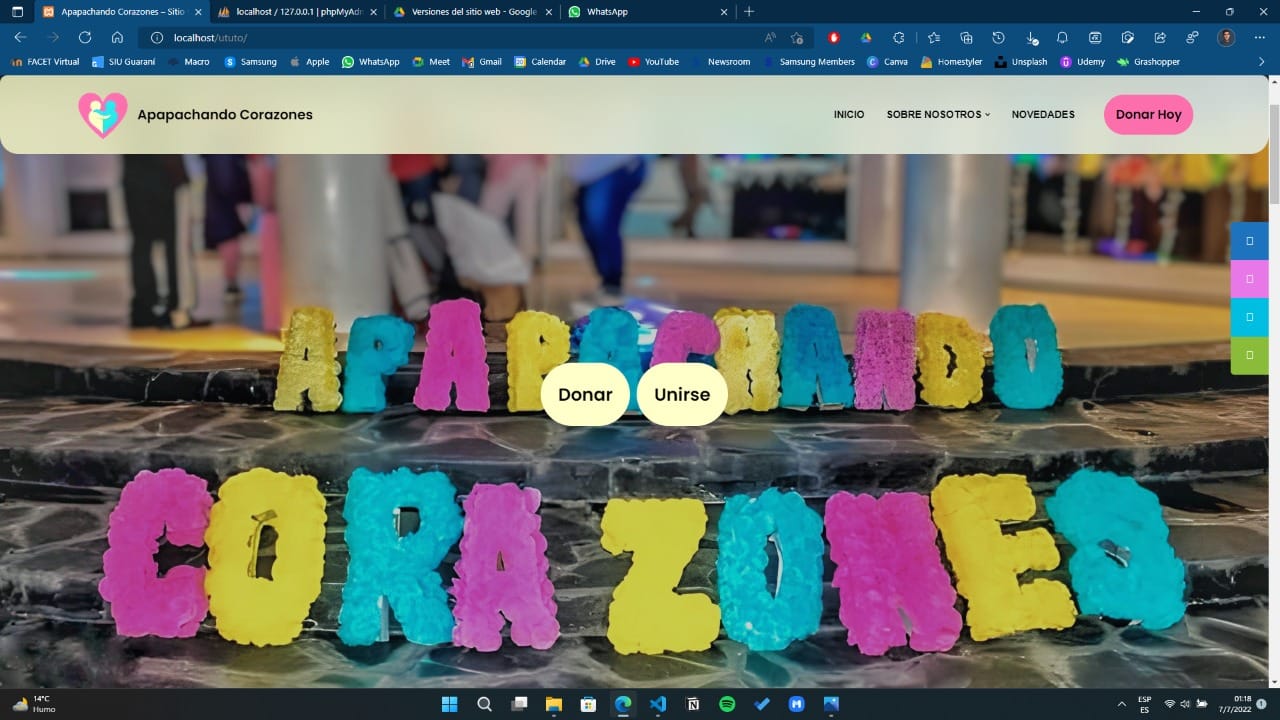 Apapachando Corazones – Sitio
localhost / 127.0.0.1 | phpMyAdm
Versiones del sitio web - Google
WhatsApp
localhost/ututo/
FACET Virtual
SIU Guaraní
Macro
Samsung
Apple
WhatsApp
Meet
Gmail
Calendar
Drive
YouTube
Newsroom
Samsung Members
Canva
Homestyler
Unsplash
Udemy
Grashopper
Apapachando Corazones
INICIO
SOBRE NOSOTROS
NOVEDADES
Donar Hoy
APAPACHANDO
Donar
Unirse
CORAZONES
14°C
Humo
ESP
ES
01:18
7/7/2022